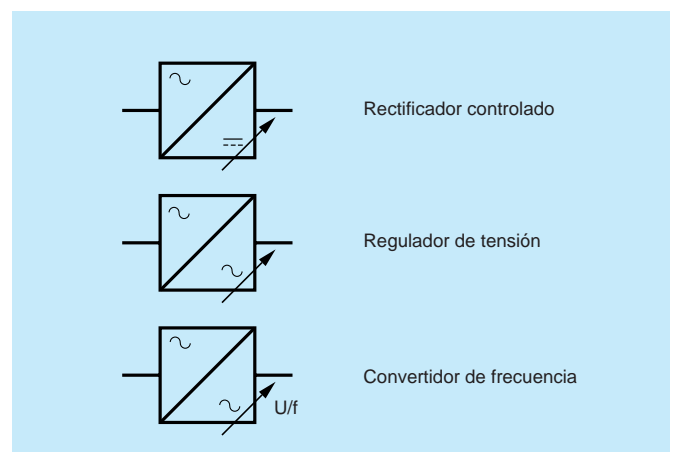 Rectificador controlado
Regulador de tensión
Convertidor de frecuencia
U/f